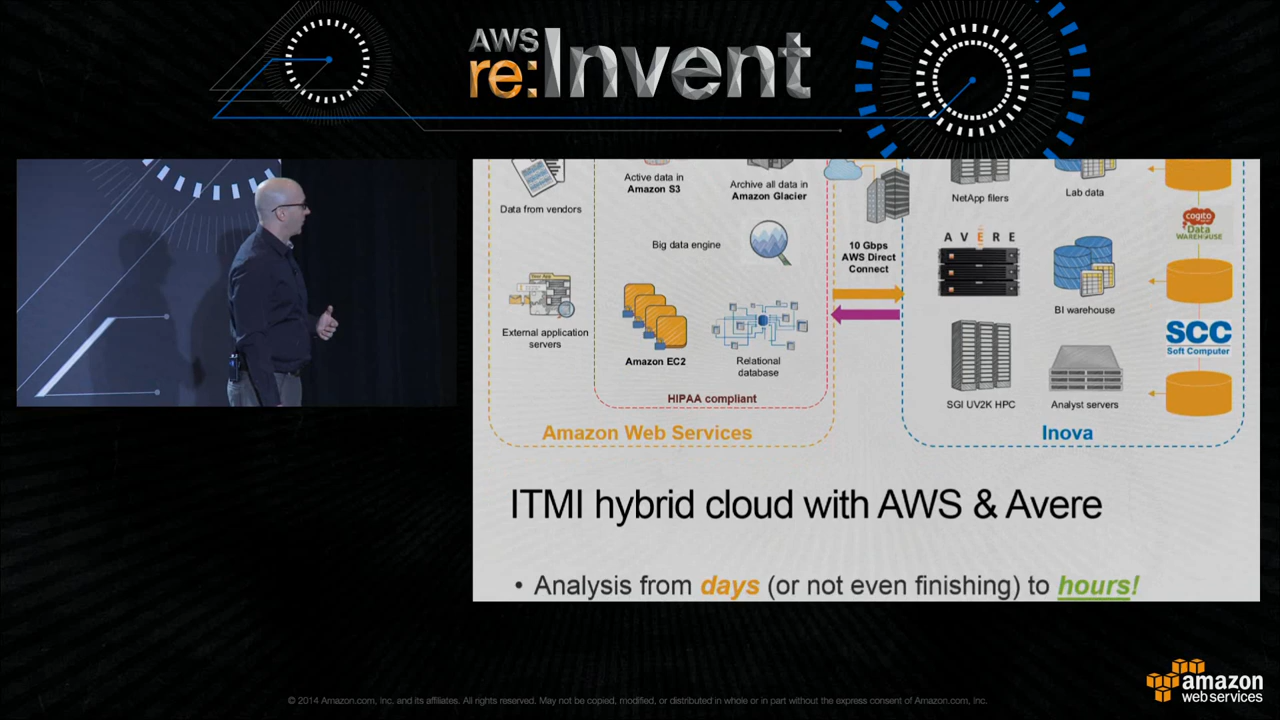 AWS
re:Invent
Data from vendors
Active data in
Amazon S3
Archive all data in
Amazon Glacier
NetApp filers
Lab data
cogito
Data
WAREHOUSE
Big data engine
10 Gbps
AWS Direct
Connect
AVERE
BI warehouse
External application
servers
Amazon EC2
Relational
database
SCC
Soft Computer
HIPAA compliant
SGI UV2K HPC
Analyst servers
Amazon Web Services
Inova
ITMI hybrid cloud with AWS & Avere
• Analysis from days (or not even finishing) to hours!
amazon
web services
© 2014 Amazon.com, Inc. and its affiliates. All rights reserved. May not be copied, modified, or distributed in whole or in part without the express consent of Amazon.com, Inc.